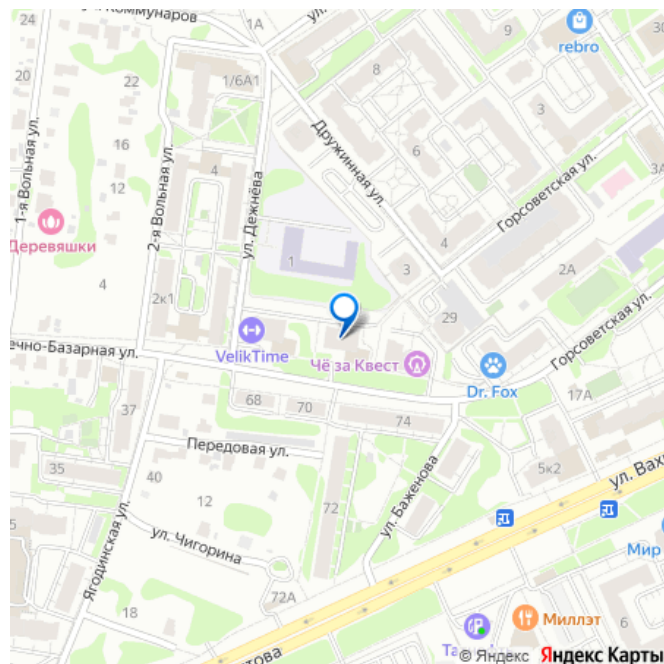 1-я Коммунаров
1А
ул.
9
rebro
20
24
22
1/6А1
8
3
Дружинная ул.
16
12
4
6
1-я Вольная ул.
2-я Вольная ул.
ул. Дежнёва
Горсоветская ул.
3А
Деревяшки
4
1
4
3
2А
2к1
29
VelikTime
Чё за Квест
Dr. Fox
Горсоветская ул.
ечно-Базарная ул.
37
68
70
74
17А
Передовая ул.
35
40
12
72
5к2
ул. Вах
ул. Баженова
5
ул. Чигорина
Ягодинская ул.
Мир
18
72А
Миллэт
6
Та
това
© Яндекс Яндекс Карты